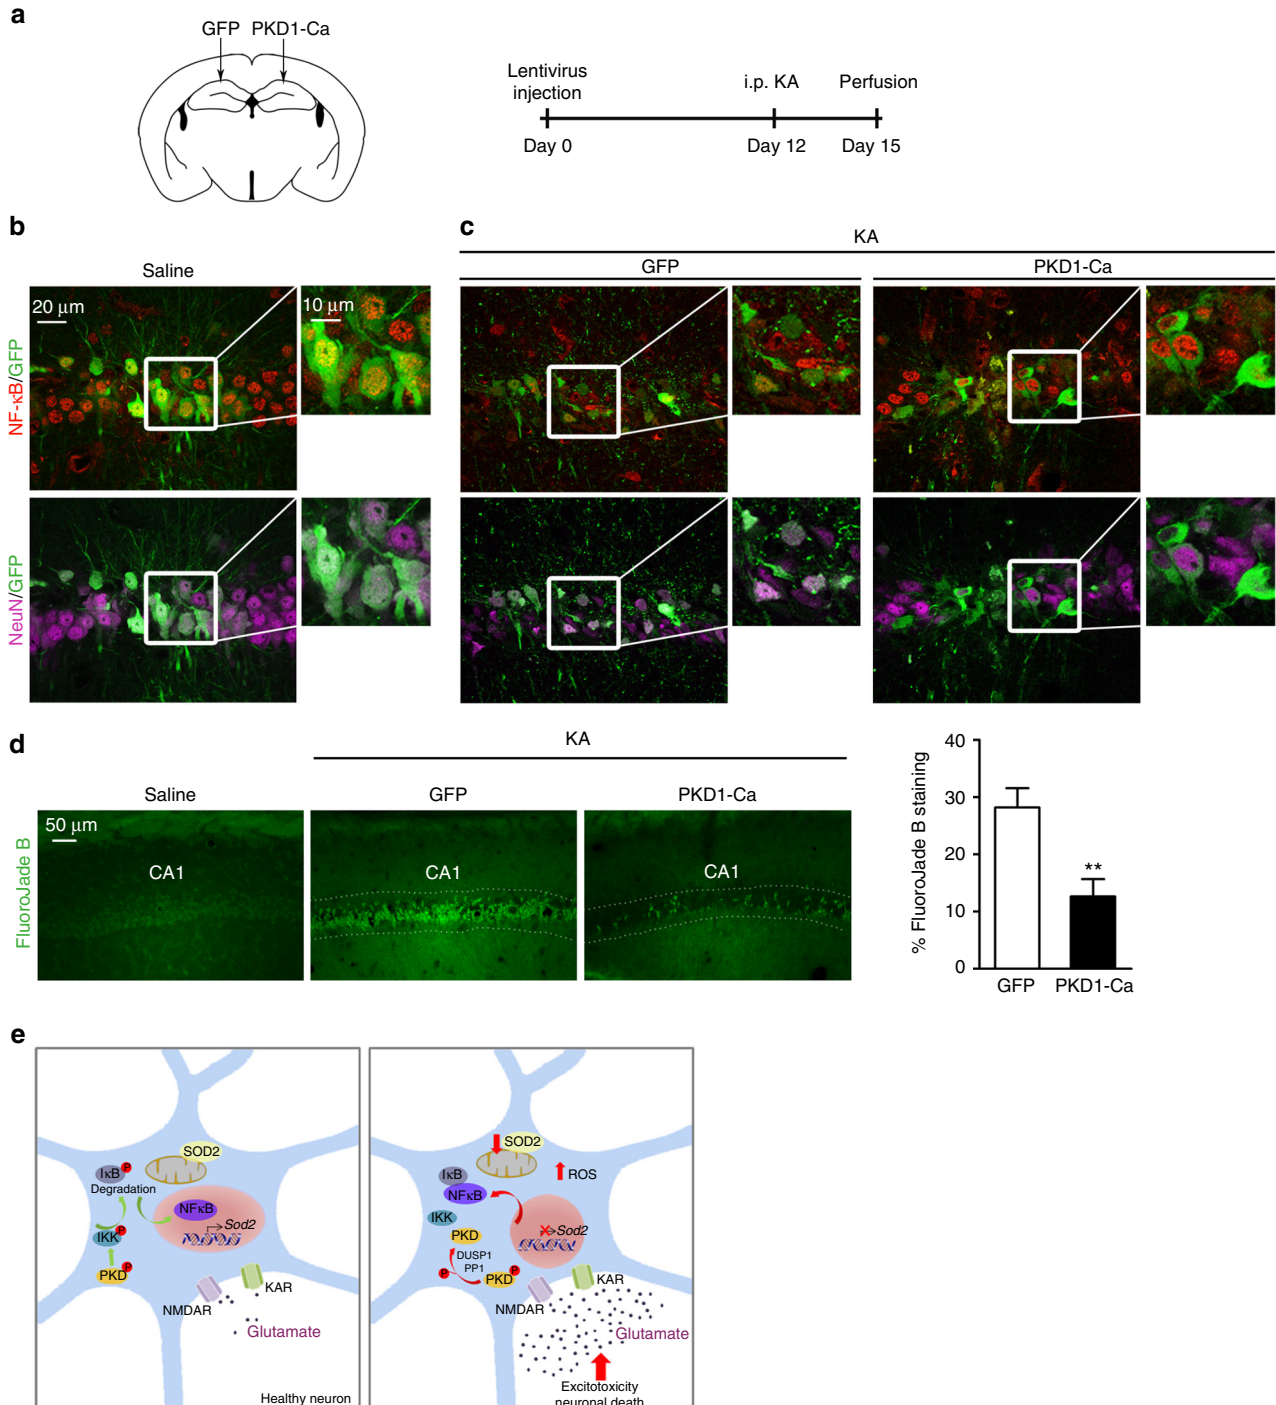 a
GFP PKD1-Ca
Lentivirus
injection
i.p. KA
Perfusion
Day 0
Day 12
Day 15
b
Saline
20 μm
10 μm
NF-κB/GFP
NeuN/GFP
c
KA
GFP
PKD1-Ca
d
KA
Saline
GFP
PKD1-Ca
50 μm
CA1
CA1
CA1
FluoroJade B
% FluoroJade B staining
40
30
20
10
0
**
GFP
PKD1-Ca
e
SOD2
IκB P
Degradation
NFκB
Sod2
IKK P
PKD P
KAR
NMDAR
Glutamate
Healthy neuron
SOD2
ROS
IκB
NFκB
IKK
Sod2
PKD
DUSP1
PP1
P
PKD P
KAR
NMDAR
Glutamate
Excitotoxicity
neuronal death